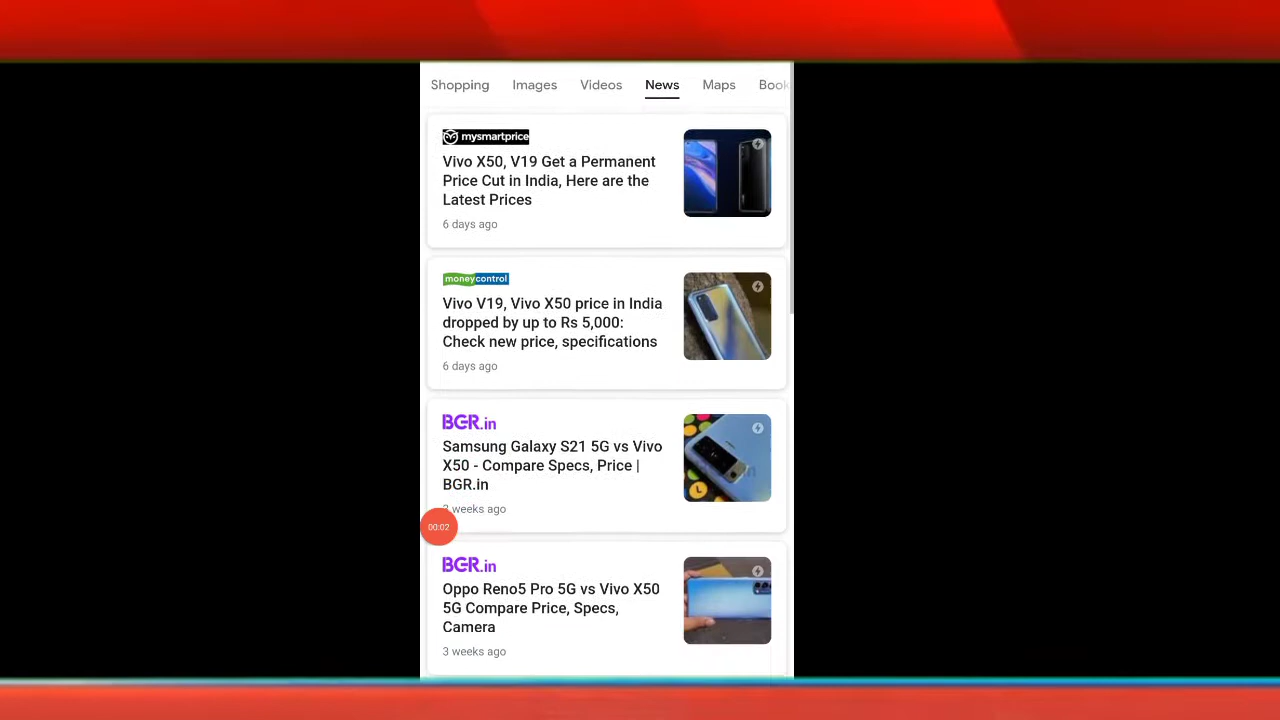 Shopping Images Videos News Maps Book
mysmartprice
Vivo X50, V19 Get a Permanent
Price Cut in India, Here are the
Latest Prices
6 days ago
moneycontrol
Vivo V19, Vivo X50 price in India
dropped by up to Rs 5,000:
Check new price, specifications
6 days ago
BGR.in
Samsung Galaxy S21 5G vs Vivo
X50 - Compare Specs, Price |
BGR.in
weeks ago
00:02
BGR.in
Oppo Reno5 Pro 5G vs Vivo X50
5G Compare Price, Specs,
Camera
3 weeks ago